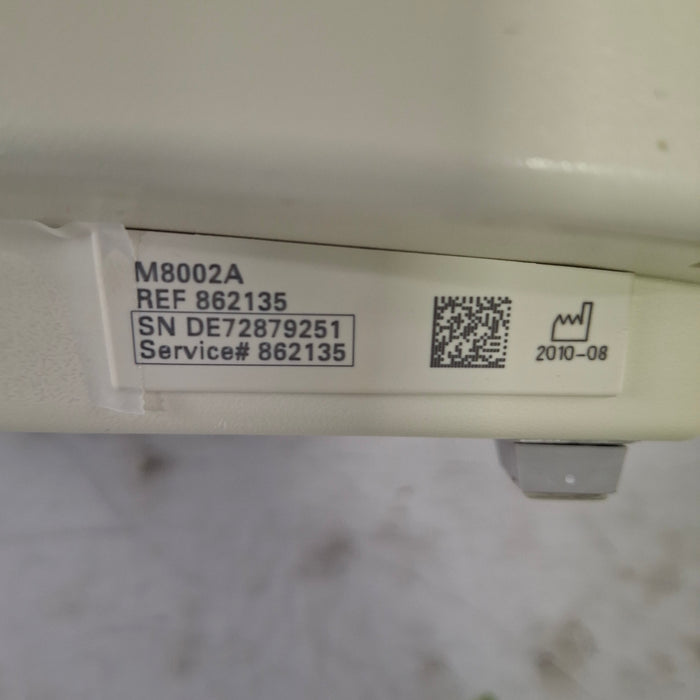 M8002A
REF 862135
SN DE72879251
Service# 862135
2010-08